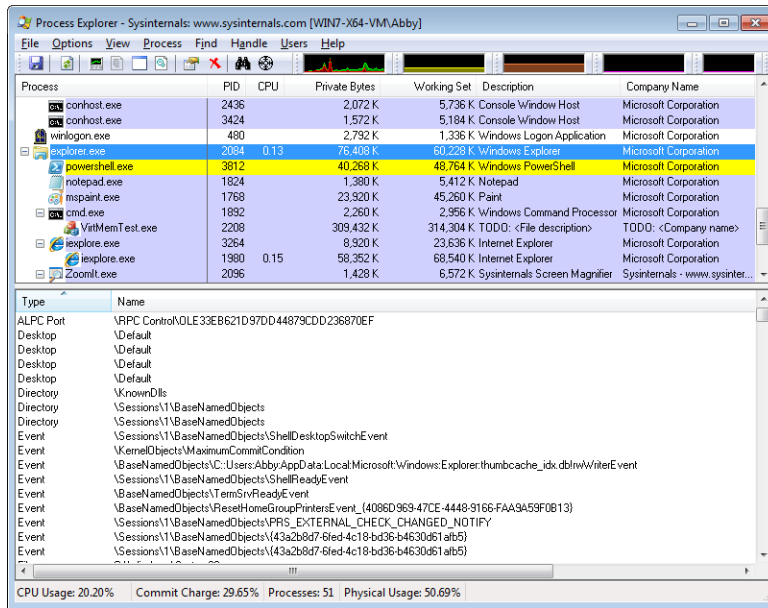 Process Explorer - Sysinternals: www.sysinternals.com [WIN7-X64-VM\Abby]
File Options View Process Find Handle Users Help
Process PID CPU Private Bytes Working Set Description Company Name
conhost.exe 2436 2,072 K 5,736 K Console Window Host Microsoft Corporation
conhost.exe 3424 1,572 K 5,184 K Console Window Host Microsoft Corporation
winlogon.exe 480 2,792 K 1,336 K Windows Logon Application Microsoft Corporation
explorer.exe 2084 0.13 76,408 K 60,228 K Windows Explorer Microsoft Corporation
powershell.exe 3812 40,268 K 48,764 K Windows PowerShell Microsoft Corporation
notepad.exe 1824 1,380 K 5,412 K Notepad Microsoft Corporation
mspaint.exe 1768 23,920 K 45,260 K Paint Microsoft Corporation
cmd.exe 1892 2,260 K 2,956 K Windows Command Processor Microsoft Corporation
VirtMemTest.exe 2208 309,432 K 314,304 K TODO: <File description> TODO: <Company name>
iexplore.exe 3264 8,920 K 23,636 K Internet Explorer Microsoft Corporation
iexplore.exe 1980 0.15 58,352 K 68,540 K Internet Explorer Microsoft Corporation
ZoomIt.exe 2096 1,428 K 6,572 K Sysinternals Screen Magnifier Sysinternals - www.sysinter...
Type Name
ALPC Port \RPC Control\OLE33EB621D97DD44879CDD236870EF
Desktop \Default
Desktop \Default
Desktop \Default
Desktop \Default
Directory \KnownDlls
Directory \Sessions\1\BaseNamedObjects
Directory \Sessions\1\BaseNamedObjects
Event \Sessions\1\BaseNamedObjects\ShellDesktopSwitchEvent
Event \KernelObjects\MaximumCommitCondition
Event \BaseNamedObjects\C::Users:Abby:AppData:Local:Microsoft:Windows:Explorer:thumbcache_idx.db!rwWriterEvent
Event \Sessions\1\BaseNamedObjects\ShellReadyEvent
Event \BaseNamedObjects\TermSrvReadyEvent
Event \BaseNamedObjects\ResetHomeGroupPrintersEvent_{4086D969-47CE-4448-9166-FAA9A59F0B13}
Event \Sessions\1\BaseNamedObjects\PRS_EXTERNAL_CHECK_CHANGED_NOTIFY
Event \Sessions\1\BaseNamedObjects\{43a2b8d7-6fed-4c18-bd36-b4630d61afb5}
Event \Sessions\1\BaseNamedObjects\{43a2b8d7-6fed-4c18-bd36-b4630d61afb5}
CPU Usage: 20.20% Commit Charge: 29.65% Processes: 51 Physical Usage: 50.69%